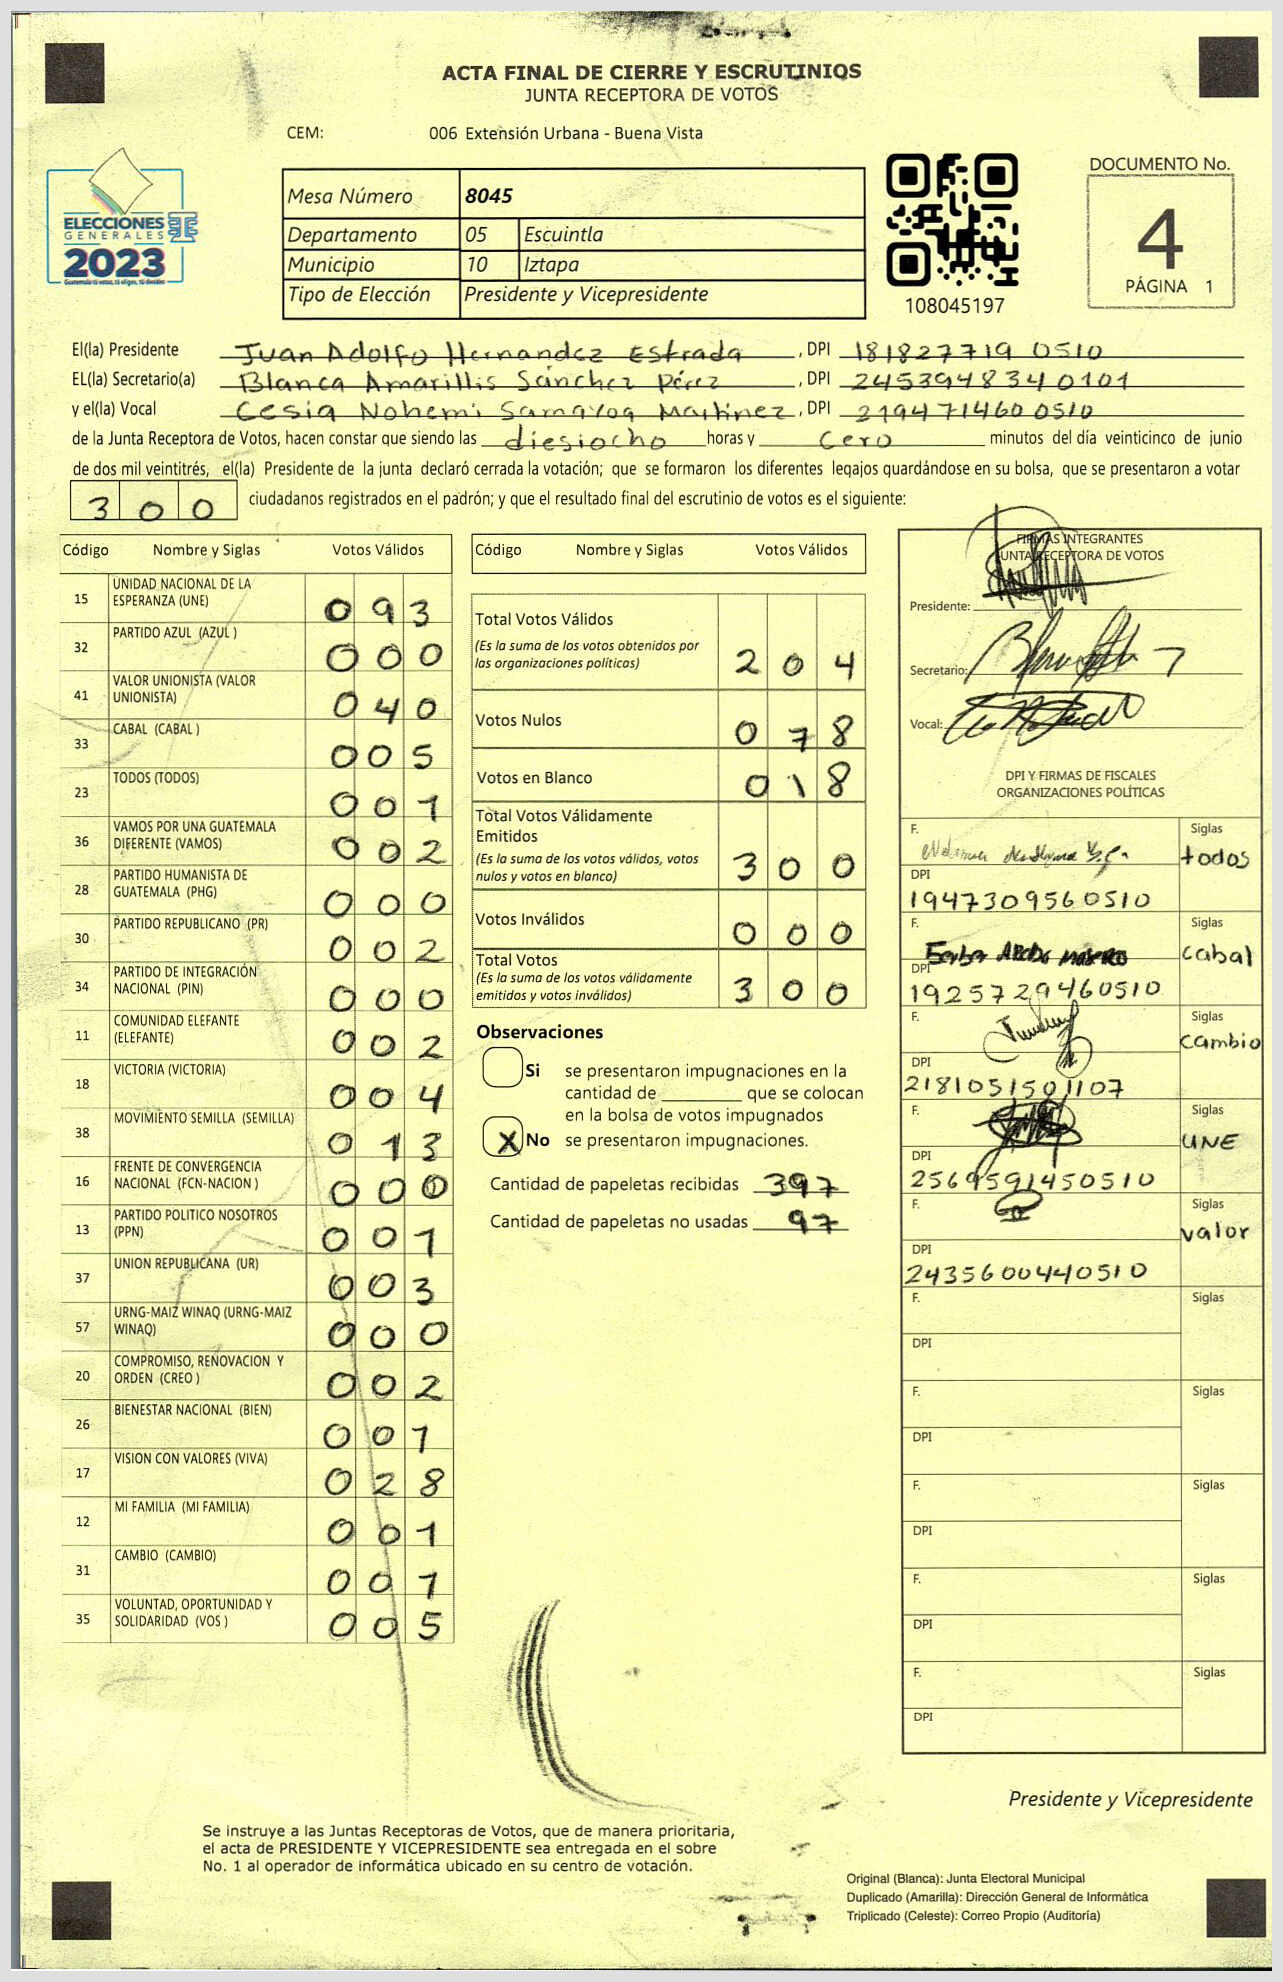 ACTA FINAL DE CIERRE Y ESCRUTINIOS
JUNTA RECEPTORA DE VOTOS
CEM: 006 Extensión Urbana - Buena Vista
ELECCIONES
GENERALES
2023
Mesa Número 8045
Departamento 05 Escuintla
Municipio 10 Iztapa
Tipo de Elección Presidente y Vicepresidente
108045197
DOCUMENTO No.
4
PÁGINA 1
El(la) Presidente Juan Adolfo Hernandez Estrada, DPI 181827719 0510
EL(la) Secretario(a) Blanca Amarillis Sánchez Pérez, DPI 2453948340101
y el(la) Vocal Cesia Nohemi Samayoa Martinez, DPI 2194714600510
de la Junta Receptora de Votos, hacen constar que siendo las diesiocho horas y cero minutos del día veinticinco de junio
de dos mil veintitrés, el(la) Presidente de la junta declaró cerrada la votación; que se formaron los diferentes legajos quardándose en su bolsa, que se presentaron a votar
300 ciudadanos registrados en el padrón; y que el resultado final del escrutinio de votos es el siguiente:
Código Nombre y Siglas Votos Válidos
15 UNIDAD NACIONAL DE LA ESPERANZA (UNE) 093
32 PARTIDO AZUL (AZUL ) 000
41 VALOR UNIONISTA (VALOR UNIONISTA) 040
33 CABAL (CABAL ) 005
23 TODOS (TODOS) 001
36 VAMOS POR UNA GUATEMALA DIFERENTE (VAMOS) 002
28 PARTIDO HUMANISTA DE GUATEMALA (PHG) 000
30 PARTIDO REPUBLICANO (PR) 002
34 PARTIDO DE INTEGRACIÓN NACIONAL (PIN) 000
11 COMUNIDAD ELEFANTE (ELEFANTE) 002
18 VICTORIA (VICTORIA) 004
38 MOVIMIENTO SEMILLA (SEMILLA) 013
16 FRENTE DE CONVERGENCIA NACIONAL (FCN-NACION ) 000
13 PARTIDO POLITICO NOSOTROS (PPN) 001
37 UNION REPUBLICANA (UR) 003
57 URNG-MAIZ WINAQ (URNG-MAIZ WINAQ) 000
20 COMPROMISO, RENOVACION Y ORDEN (CREO ) 002
26 BIENESTAR NACIONAL (BIEN) 001
17 VISION CON VALORES (VIVA) 028
12 MI FAMILIA (MI FAMILIA) 001
31 CAMBIO (CAMBIO) 001
35 VOLUNTAD, OPORTUNIDAD Y SOLIDARIDAD (VOS ) 005
Código Nombre y Siglas Votos Válidos
Total Votos Válidos
(Es la suma de los votos obtenidos por
las organizaciones políticas) 204
Votos Nulos 078
Votos en Blanco 018
Total Votos Válidamente
Emitidos
(Es la suma de los votos válidos, votos
nulos y votos en blanco) 300
Votos Inválidos 000
Total Votos
(Es la suma de los votos válidamente
emitidos y votos inválidos) 300
Observaciones
Si se presentaron impugnaciones en la
cantidad de ________ que se colocan
en la bolsa de votos impugnados
X No se presentaron impugnaciones.
Cantidad de papeletas recibidas 397
Cantidad de papeletas no usadas 97
FIRMAS INTEGRANTES
JUNTA RECEPTORA DE VOTOS
Presidente:
Secretario:
Vocal:
DPI Y FIRMAS DE FISCALES
ORGANIZACIONES POLÍTICAS
F. Siglas
todos
DPI
1947309560510
F. Siglas
cabal
DPI
1925729460510
F. Siglas
cambio
DPI
2181051501107
F. Siglas
UNE
DPI
2569591450510
F. Siglas
valor
DPI
2435600440510
F. Siglas
DPI
F. Siglas
DPI
F. Siglas
DPI
F. Siglas
DPI
F. Siglas
DPI
Presidente y Vicepresidente
Se instruye a las Juntas Receptoras de Votos, que de manera prioritaria,
el acta de PRESIDENTE Y VICEPRESIDENTE sea entregada en el sobre
No. 1 al operador de informática ubicado en su centro de votación.
Original (Blanca): Junta Electoral Municipal
Duplicado (Amarilla): Dirección General de Informática
Triplicado (Celeste): Correo Propio (Auditoría)